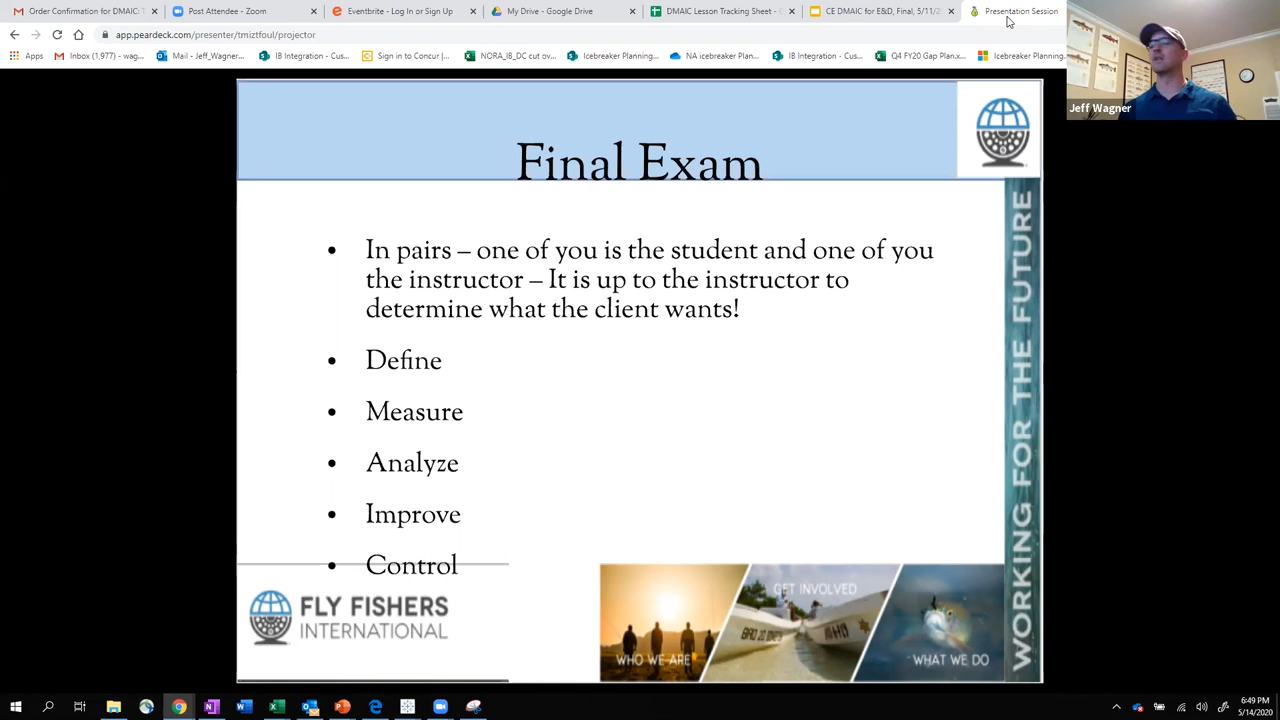 Order Confirmation for DMAIC: T
Post Attendee - Zoom
Eventbrite - Log In or Sign Up
My Drive - Google Drive
DMAIC Lesson Tracking Sheet - G
CE DMAIC for E&D, Final, 5/11/2
Presentation Session
app.peardeck.com/presenter/tmiztfoul/projector
Apps
Inbox (1,977) - wag...
Mail - Jeff_Wagner...
IB Integration - Cus...
Sign in to Concur |...
NORA_IB_DC cut ov...
Icebreaker Planning...
NA icebreaker Plan...
IB Integration - Cus...
Q4 FY20 Gap Plan.x...
Icebreaker Planning
Jeff Wagner
Final Exam
• In pairs – one of you is the student and one of you
the instructor – It is up to the instructor to
determine what the client wants!
• Define
• Measure
• Analyze
• Improve
• Control
WORKING FOR THE FUTURE
FLY FISHERS
INTERNATIONAL
WHO WE ARE
GET INVOLVED
WHAT WE DO
6:49 PM
5/14/2020